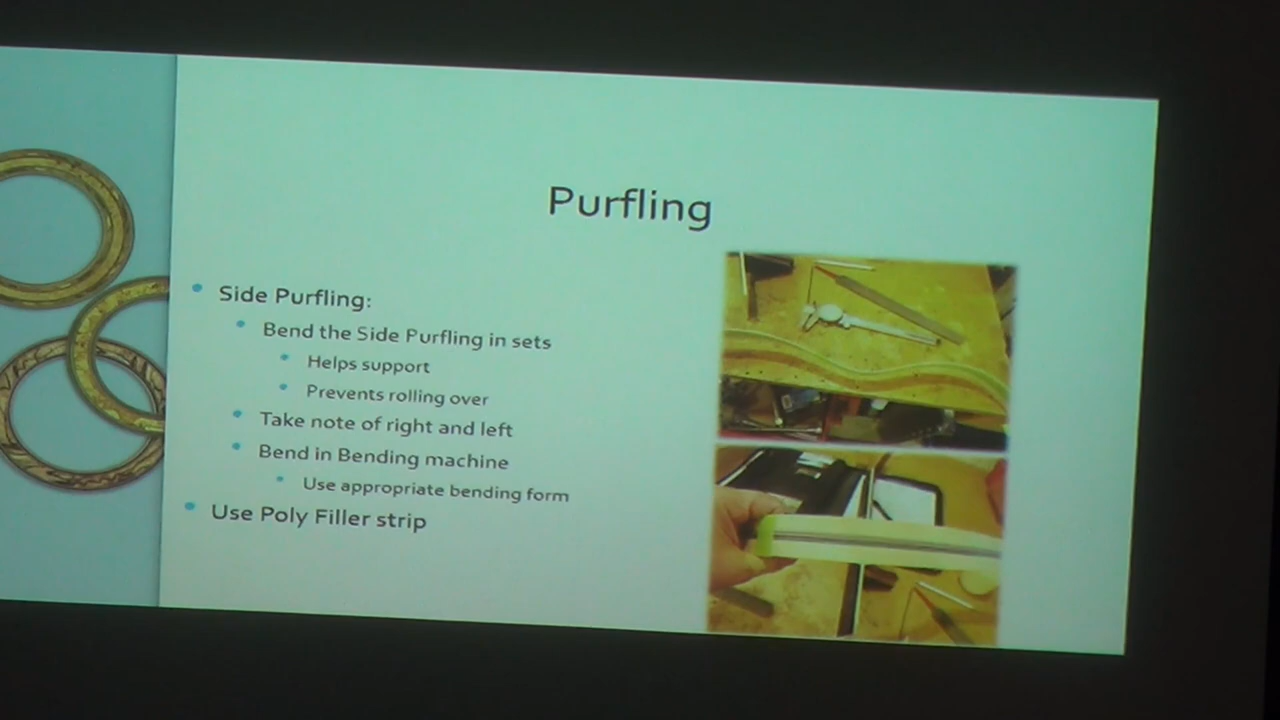 Purfling
Side Purfling:
Bend the Side Purfling in sets
Helps support
Prevents rolling over
Take note of right and left
Bend in Bending machine
Use appropriate bending form
Use Poly Filler strip